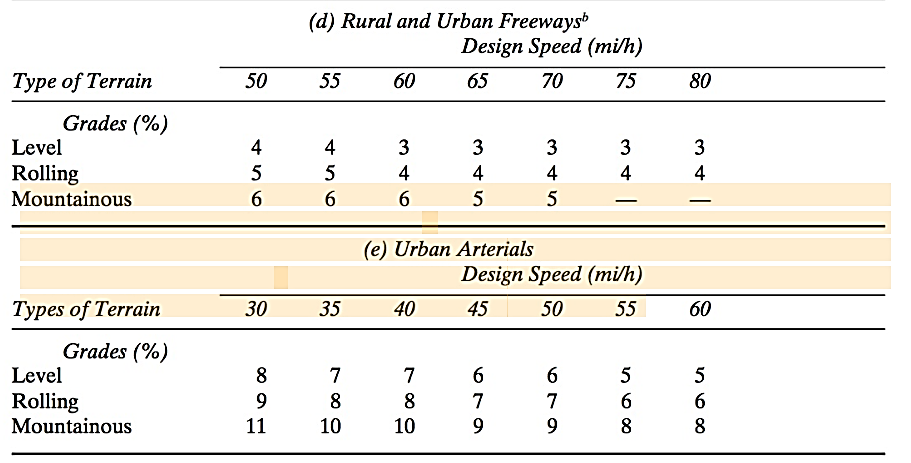 (d) Rural and Urban Freewaysb
Design Speed (mi/h)
Type of Terrain 50 55 60 65 70 75 80
Grades (%)
Level 4 4 3 3 3 3 3
Rolling 5 5 4 4 4 4 4
Mountainous 6 6 6 5 5 — —
(e) Urban Arterials
Design Speed (mi/h)
Types of Terrain 30 35 40 45 50 55 60
Grades (%)
Level 8 7 7 6 6 5 5
Rolling 9 8 8 7 7 6 6
Mountainous 11 10 10 9 9 8 8